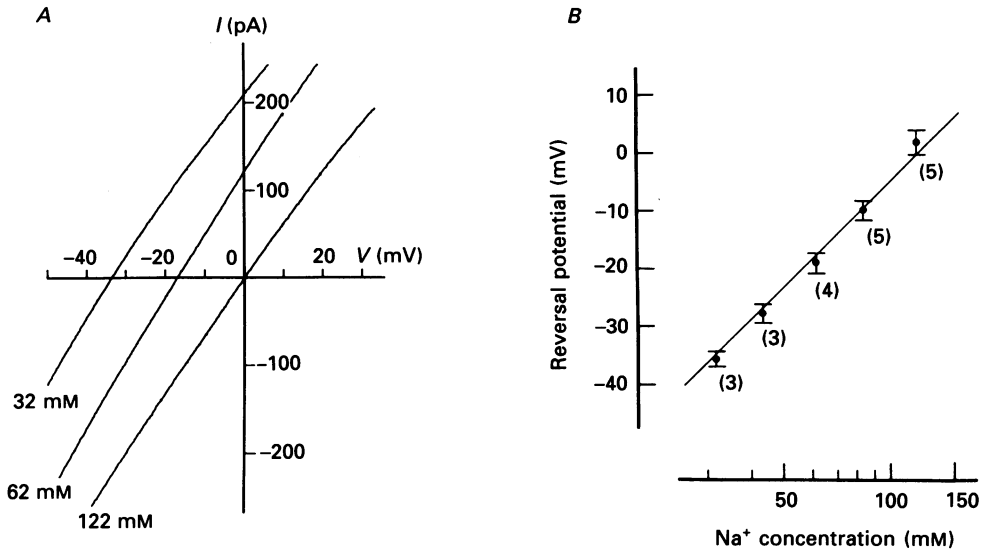 A
I (pA)
200
100
-40
-20
0
20
V (mV)
-100
-200
32 mM
62 mM
122 mM
B
Reversal potential (mV)
10
0
-10
-20
-30
-40
(5)
(5)
(4)
(3)
(3)
50
100
150
Na⁺ concentration (mM)